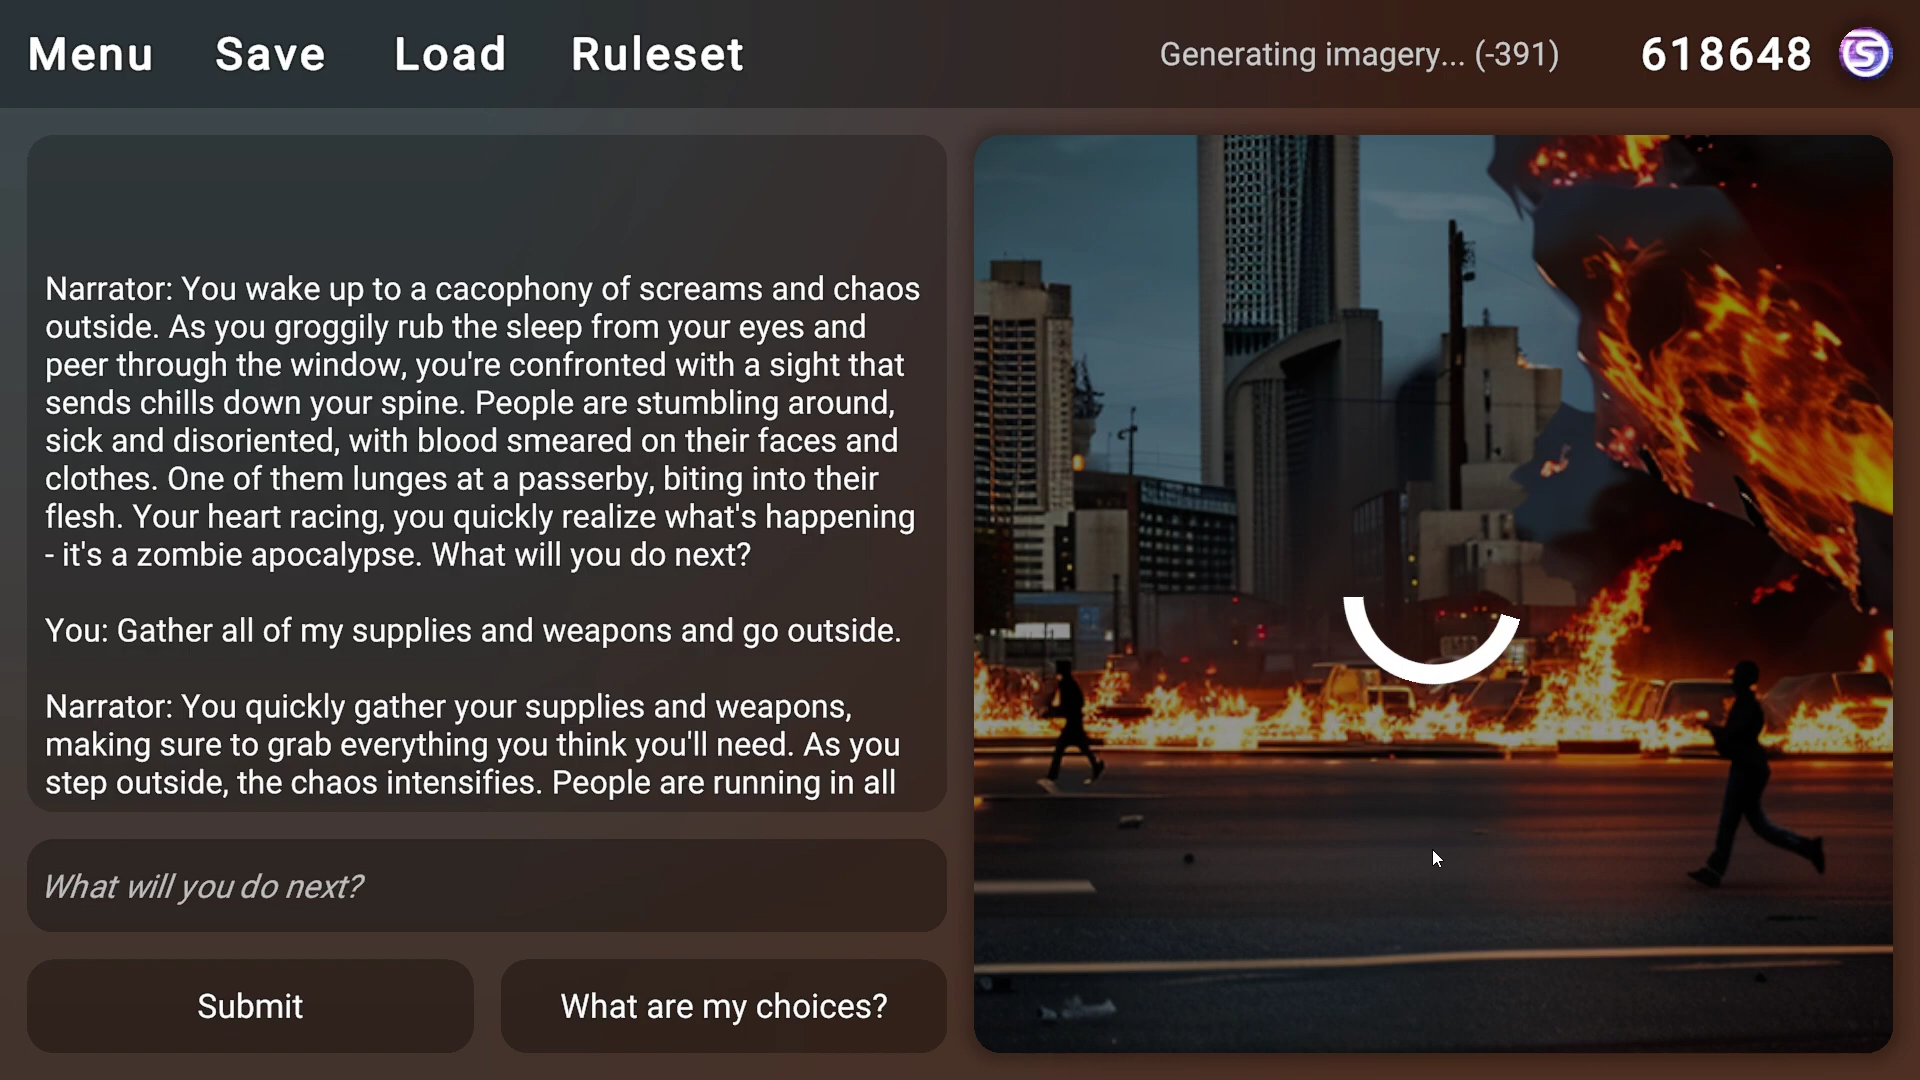 Menu Save Load Ruleset Generating imagery... (-391) 618648
Narrator: You wake up to a cacophony of screams and chaos
outside. As you groggily rub the sleep from your eyes and
peer through the window, you're confronted with a sight that
sends chills down your spine. People are stumbling around,
sick and disoriented, with blood smeared on their faces and
clothes. One of them lunges at a passerby, biting into their
flesh. Your heart racing, you quickly realize what's happening
- it's a zombie apocalypse. What will you do next?
You: Gather all of my supplies and weapons and go outside.
Narrator: You quickly gather your supplies and weapons,
making sure to grab everything you think you'll need. As you
step outside, the chaos intensifies. People are running in all
What will you do next?
Submit What are my choices?